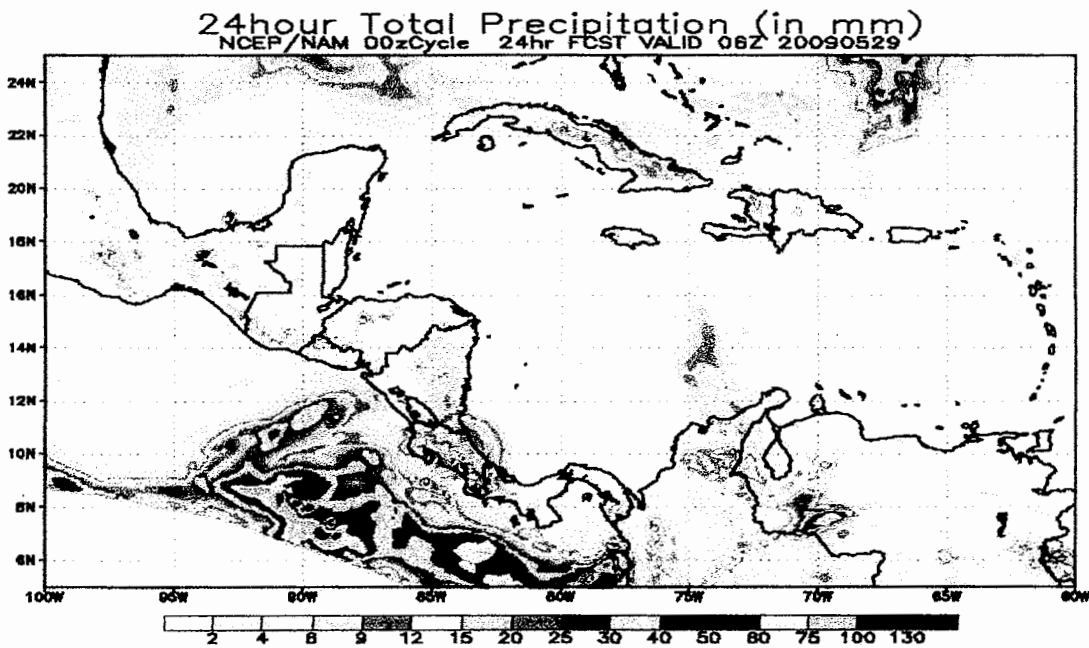 24hour Total Precipitation (in mm)
NCEP/NAM 00zCycle 24hr FCST VALID 06Z 20090529
24N
22N
20N
18N
16N
14N
12N
10N
8N
6N
100W 95W 90W 85W 80W 75W 70W 65W 60W
2 4 6 9 12 15 20 25 30 40 50 60 75 100 130